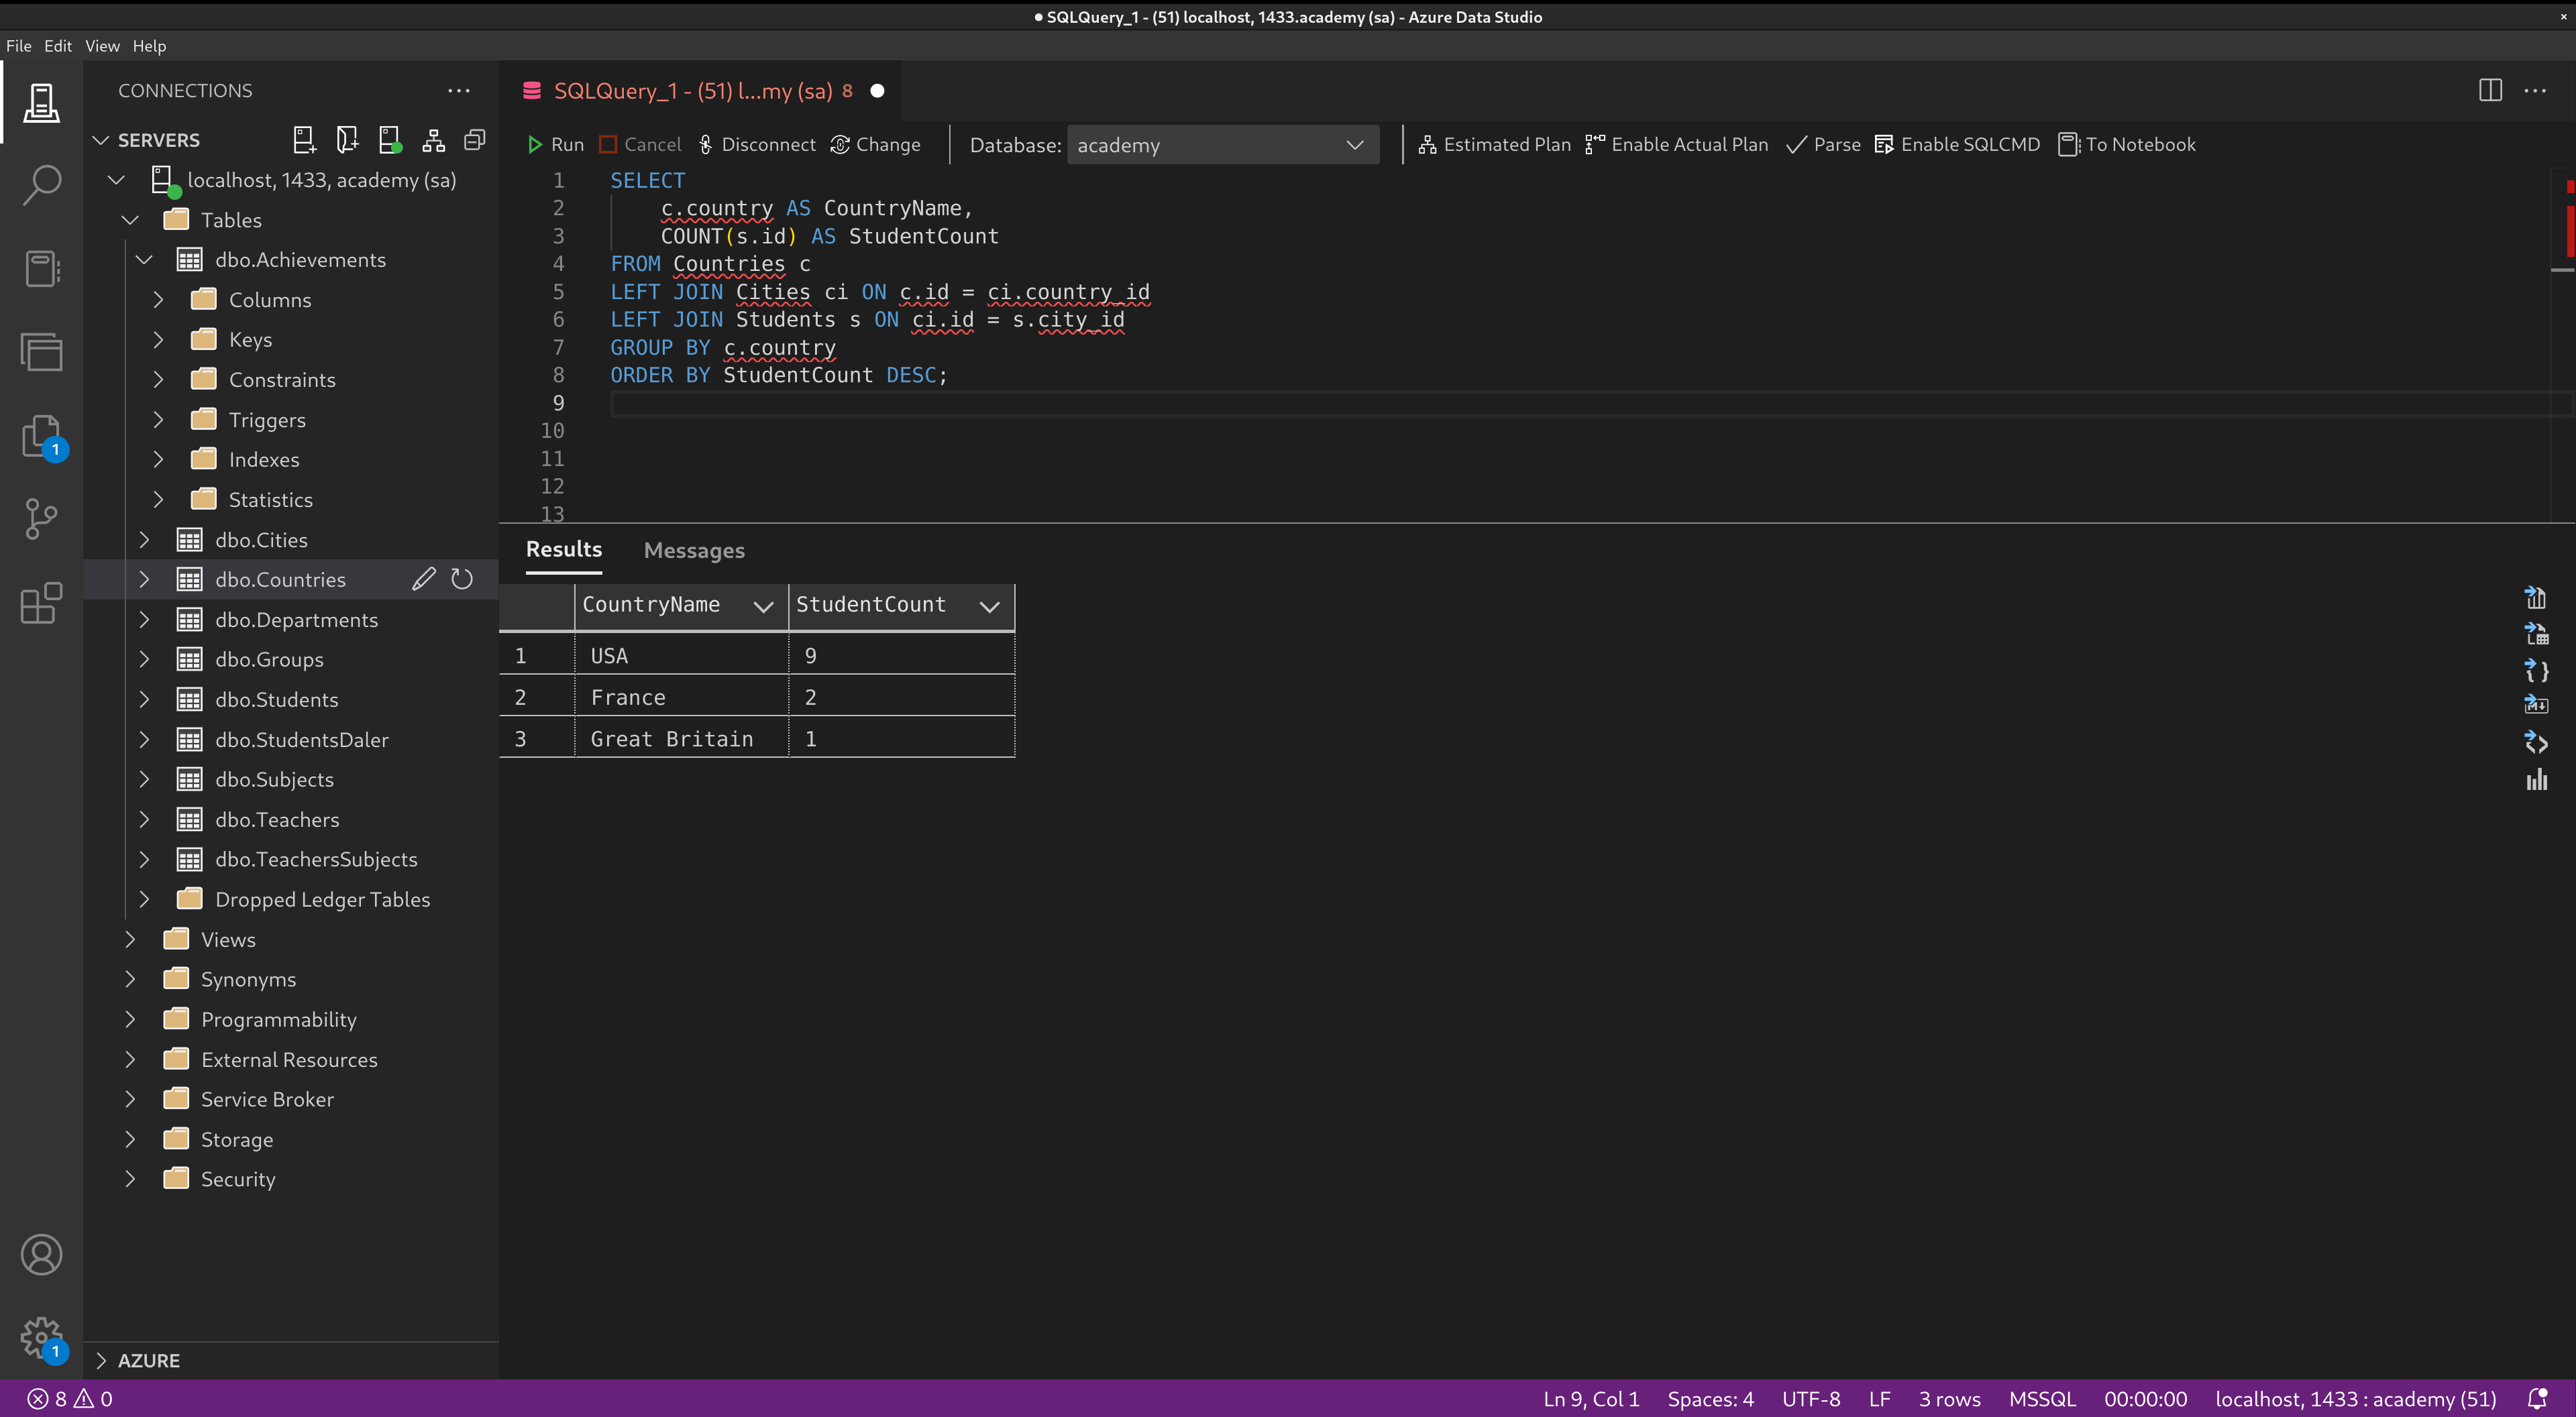 SQLQuery_1 - (51) localhost, 1433.academy (sa) - Azure Data Studio
File Edit View Help
CONNECTIONS
SERVERS
localhost, 1433, academy (sa)
Tables
dbo.Achievements
Columns
Keys
Constraints
Triggers
Indexes
Statistics
dbo.Cities
dbo.Countries
dbo.Departments
dbo.Groups
dbo.Students
dbo.StudentsDaler
dbo.Subjects
dbo.Teachers
dbo.TeachersSubjects
Dropped Ledger Tables
Views
Synonyms
Programmability
External Resources
Service Broker
Storage
Security
AZURE
1
1
SQLQuery_1 - (51) l...my (sa) 8
Run Cancel Disconnect Change Database: academy Estimated Plan Enable Actual Plan Parse Enable SQLCMD To Notebook
1 SELECT
2 c.country AS CountryName,
3 COUNT(s.id) AS StudentCount
4 FROM Countries c
5 LEFT JOIN Cities ci ON c.id = ci.country_id
6 LEFT JOIN Students s ON ci.id = s.city_id
7 GROUP BY c.country
8 ORDER BY StudentCount DESC;
9
10
11
12
13
Results Messages
CountryName StudentCount
1 USA 9
2 France 2
3 Great Britain 1
8 0 Ln 9, Col 1 Spaces: 4 UTF-8 LF 3 rows MSSQL 00:00:00 localhost, 1433 : academy (51)